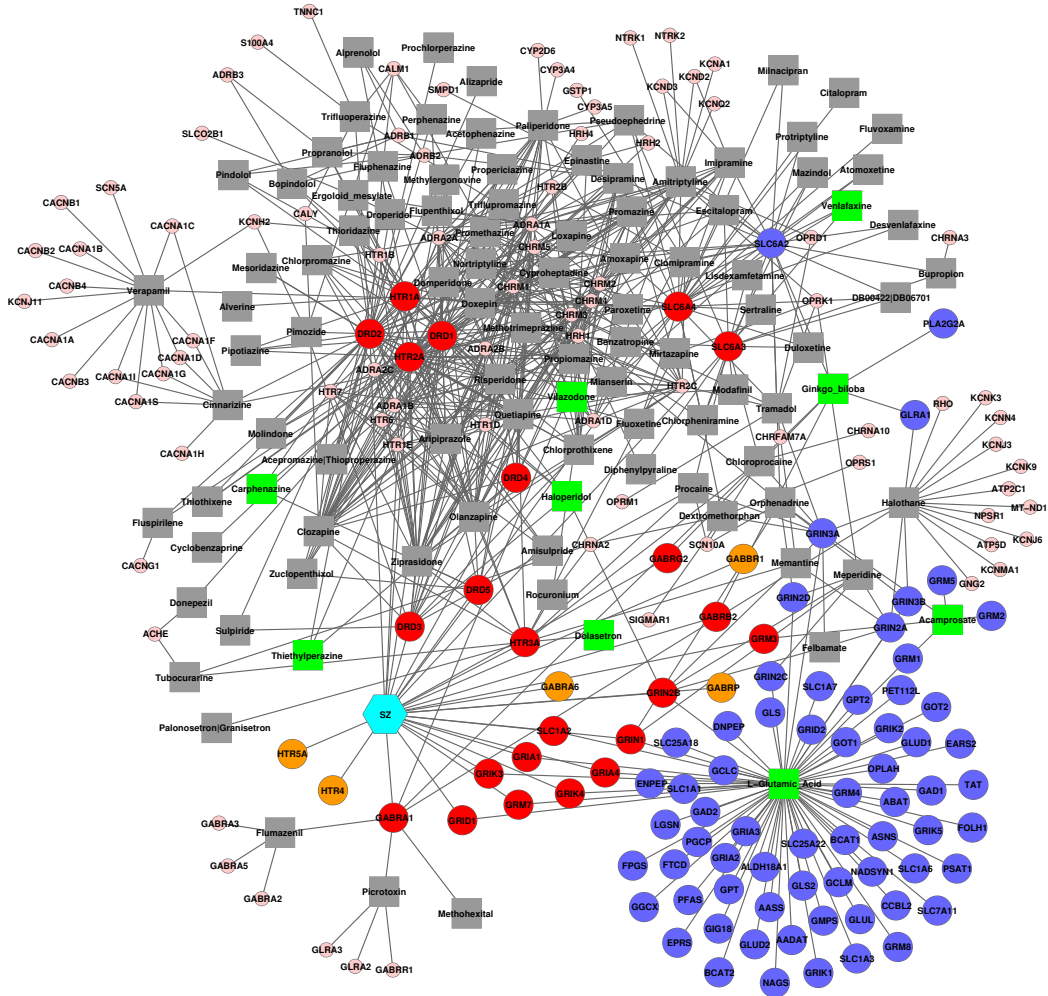 TNNC1
S100A4
Alprenolol
Prochlorperazine
CYP2D6
NTRK1
NTRK2
KCNA1
CALM1
CYP3A4
KCND2
Milnacipran
ADRB3
Alizapride
SMPD1
GSTP1
KCND3
Citalopram
KCNQ2
CYP3A5
Trifluoperazine
Perphenazine
Paliperidone
Pseudoephedrine
SLCO2B1
ADRB1
Acetophenazine
HRH4
HRH2
Protriptyline
Fluvoxamine
Propranolol
ADRB2
Epinastine
Imipramine
Pindolol
Fluphenazine
Methylergonovine
Propericiazine
Desipramine
Amitriptyline
Mazindol
Atomoxetine
Bopindolol
Ergoloid_mesylate
HTR2B
SCN5A
CACNB1
Triflupromazine
Venlafaxine
CALY
Droperidol
Flupenthixol
Promazine
Escitalopram
CACNA1C
KCNH2
ADRA1A
Desvenlafaxine
Thioridazine
Promethazine
Loxapine
OPRD1
CHRNA3
CACNB2
CACNA1B
ADRA2A
CHRM5
SLC6A2
HTR1B
Mesoridazine
Chlorpromazine
Nortriptyline
Amoxapine
Clomipramine
Bupropion
Cyproheptadine
Lisdexamfetamine
CACNB4
Verapamil
Domperidone
CHRM1
CHRM2
DB00422|DB06701
KCNJ11
HTR1A
Doxepin
CHRM4
OPRK1
Alverine
SLC6A4
Sertraline
Paroxetine
CHRM3
PLA2G2A
Pimozide
DRD2
DRD1
Methotrimeprazine
HRH1
Benzatropine
CACNA1A
CACNA1F
Pipotiazine
HTR2A
ADRA2B
SLC6A3
Mirtazapine
Duloxetine
CACNA1D
Propiomazine
ADRA2C
CACNB3
CACNA1I
CACNA1G
Risperidone
Mianserin
HTR2C
Modafinil
Ginkgo_biloba
Cinnarizine
HTR7
Vilazodone
CACNA1S
ADRA1B
RHO
KCNK3
Tramadol
GLRA1
Quetiapine
HTR6
HTR1D
ADRA1D
Fluoxetine
Chlorpheniramine
KCNN4
Molindone
CHRFAM7A
CHRNA10
HTR1E
Aripiprazole
KCNJ3
CACNA1H
Chlorprothixene
Chloroprocaine
Acepromazine|Thioproperazine
OPRS1
KCNK9
Diphenylpyraline
DRD4
Carphenazine
Procaine
ATP2C1
Thiothixene
Haloperidol
OPRM1
Orphenadrine
Halothane
MT-ND1
Fluspirilene
Olanzapine
Dextromethorphan
NPSR1
Clozapine
GRIN3A
KCNJ6
Cyclobenzaprine
SCN10A
ATP5D
CHRNA2
Amisulpride
GABRG2
GABBR1
Ziprasidone
Memantine
KCNMA1
CACNG1
Zuclopenthixol
Meperidine
GRM5
GNG2
DRD5
Rocuronium
GRIN2D
GRIN3B
Donepezil
SIGMAR1
GABRB2
GRM2
Acamprosate
DRD3
GRIN2A
Sulpiride
ACHE
HTR3A
Dolasetron
GRM3
Felbamate
Thiethylperazine
GRM1
Tubocurarine
GRIN2C
SLC1A7
GABRA6
GRIN2B
GABRP
PET112L
GPT2
GOT2
SZ
GLS
Palonosetron|Granisetron
DNPEP
GRID2
GRIK2
SLC1A2
GRIN1
SLC25A18
GOT1
GLUD1
EARS2
HTR5A
GRIA1
GRIK3
GRIA4
GCLC
OPLAH
HTR4
ENPEP
SLC1A1
L-Glutamic_Acid
TAT
GRIK4
GRM4
GAD1
GRM7
ABAT
GABRA1
GRID1
LGSN
GAD2
FOLH1
GABRA3
Flumazenil
GRIA3
GRIK5
PGCP
SLC25A22
BCAT1
ASNS
FPGS
FTCD
GRIA2
GABRA5
ALDH18A1
NADSYN1
SLC1A6
PSAT1
GPT
GLS2
GCLM
GABRA2
Picrotoxin
PFAS
GGCX
CCBL2
AASS
SLC7A11
Methohexital
GIG18
GMPS
GLUL
EPRS
GLUD2
AADAT
GRM8
GLRA3
SLC1A3
GLRA2
GABRR1
BCAT2
NAGS
GRIK1